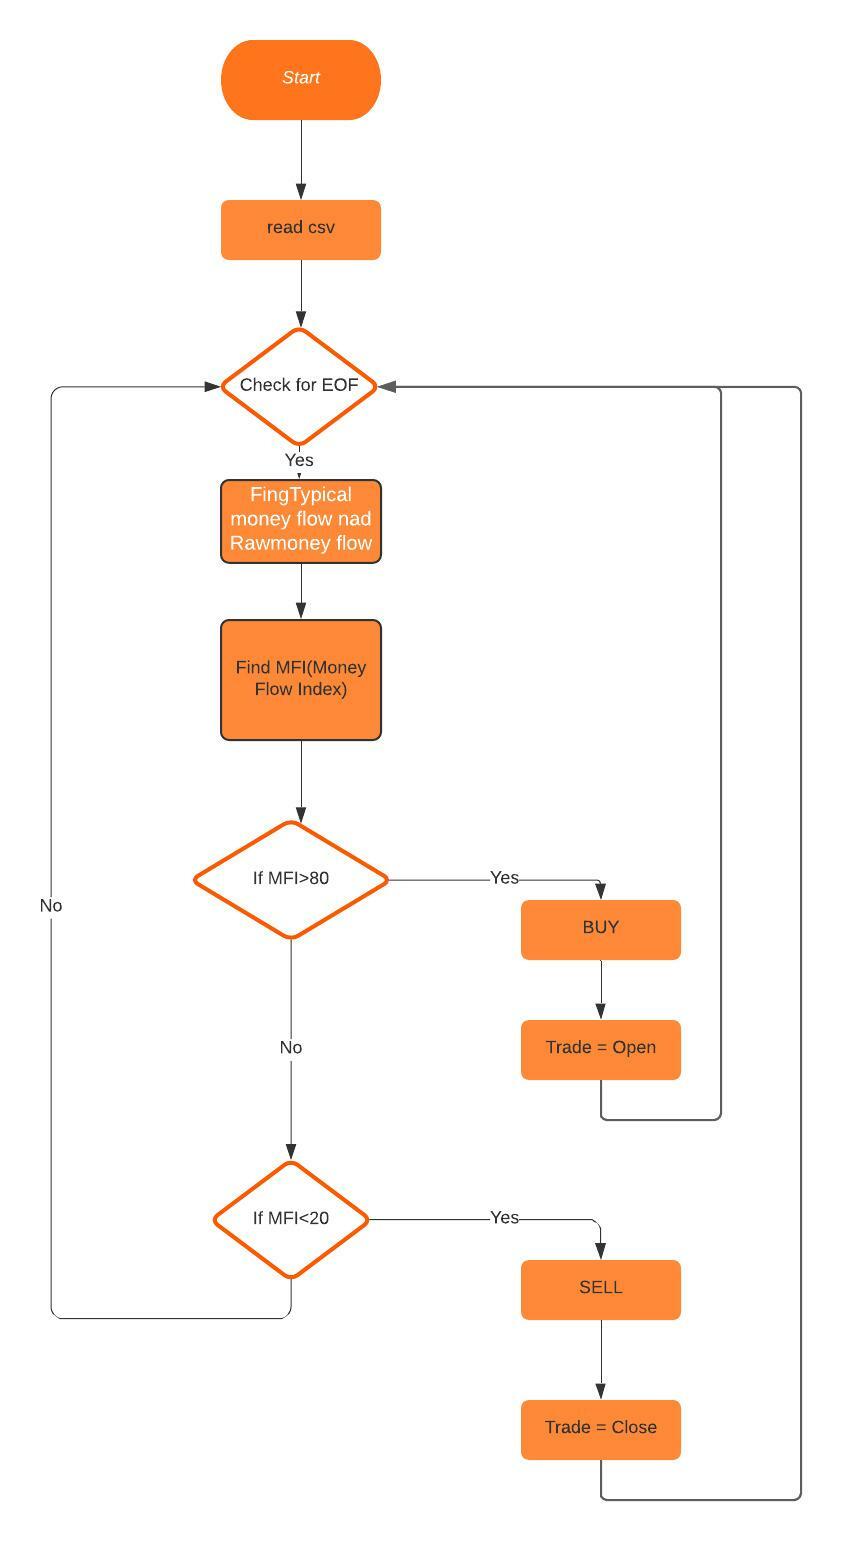 Start
read csv
Check for EOF
Yes
FingTypical
money flow nad
Rawmoney flow
Find MFI(Money
Flow Index)
If MFI>80
Yes
BUY
No
Trade = Open
No
If MFI<20
Yes
SELL
Trade = Close